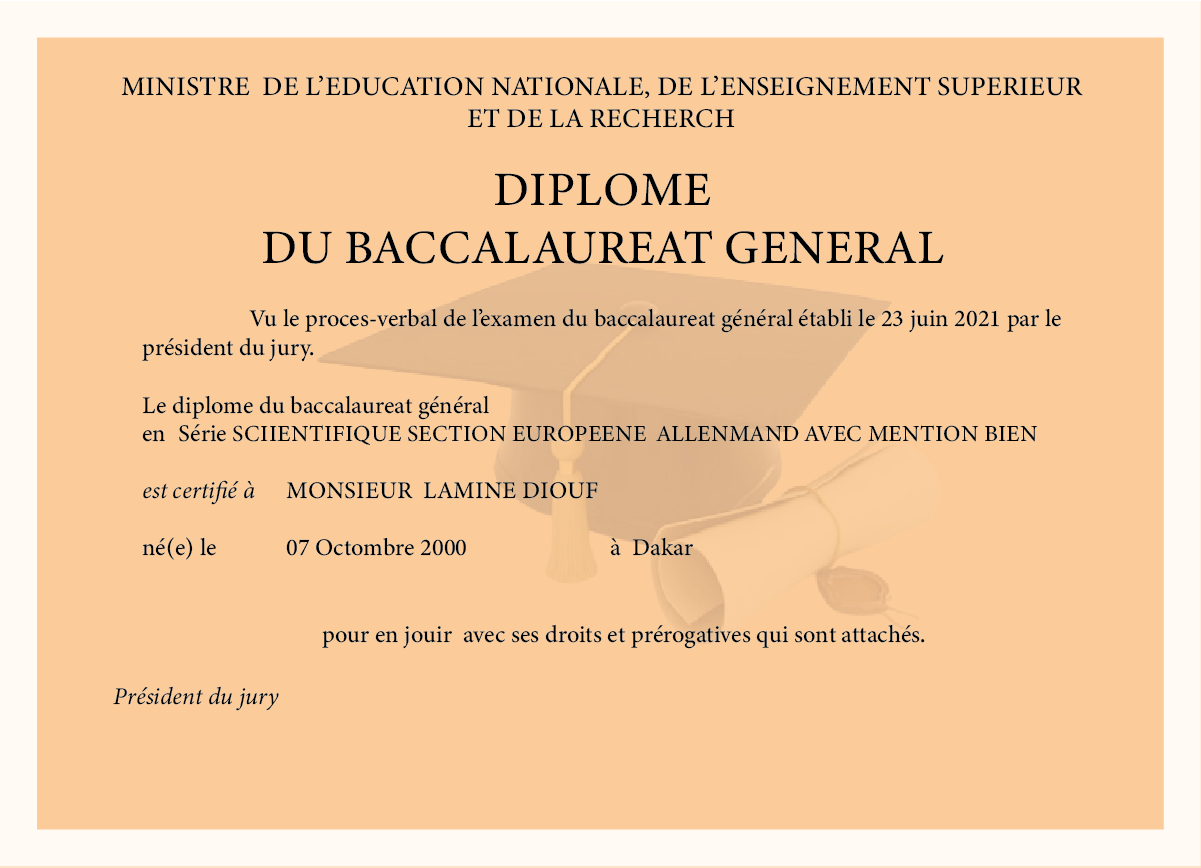 MINISTRE DE L’EDUCATION NATIONALE, DE L’ENSEIGNEMENT SUPERIEUR
ET DE LA RECHERCH
DIPLOME
DU BACCALAUREAT GENERAL
Vu le proces-verbal de l’examen du baccalaureat général établi le 23 juin 2021 par le
président du jury.
Le diplome du baccalaureat général
en Série SCIIENTIFIQUE SECTION EUROPEENE ALLENMAND AVEC MENTION BIEN
est certifié à MONSIEUR LAMINE DIOUF
né(e) le 07 Octombre 2000 à Dakar
pour en jouir avec ses droits et prérogatives qui sont attachés.
Président du jury